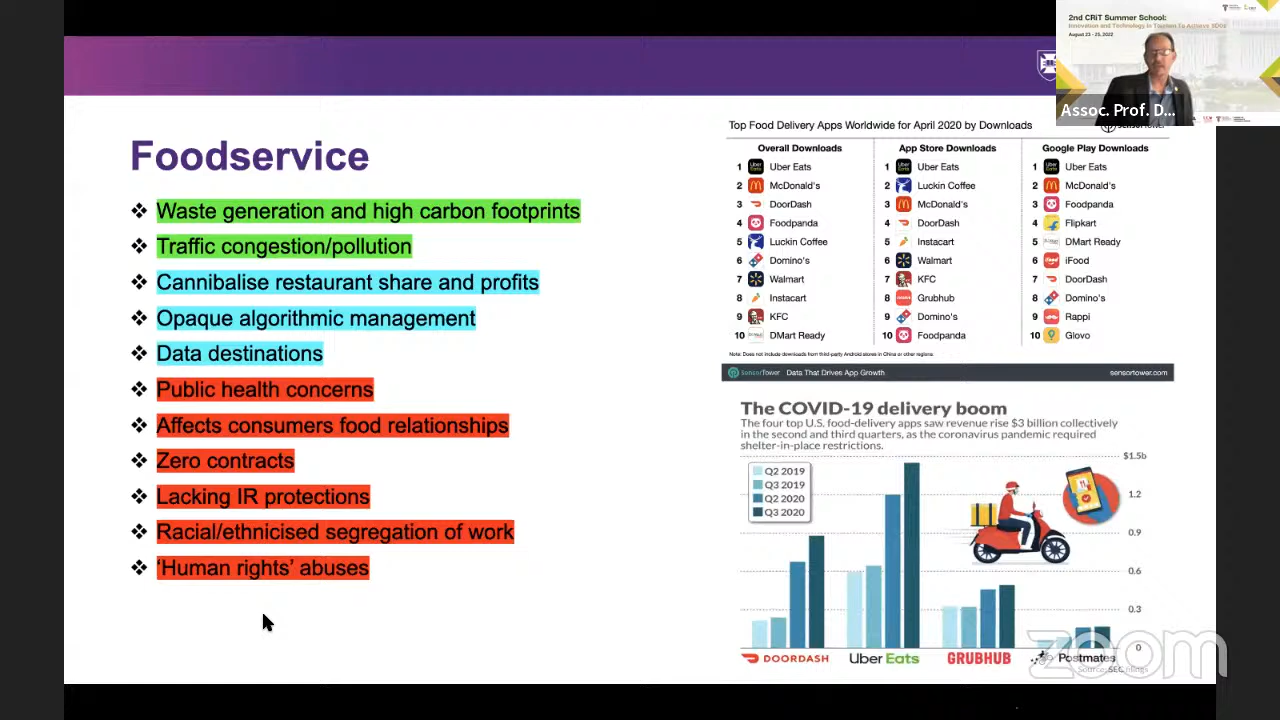 2nd CRiT Summer School:
Innovation and Technology in Tourism To Achieve SDGs
August 23 - 25, 2022
Assoc. Prof. D...
Foodservice
❖ Waste generation and high carbon footprints
❖ Traffic congestion/pollution
❖ Cannibalise restaurant share and profits
❖ Opaque algorithmic management
❖ Data destinations
❖ Public health concerns
❖ Affects consumers food relationships
❖ Zero contracts
❖ Lacking IR protections
❖ Racial/ethnicised segregation of work
❖ ‘Human rights’ abuses
Top Food Delivery Apps Worldwide for April 2020 by Downloads
Overall Downloads
1 Uber Eats
2 McDonald's
3 DoorDash
4 Foodpanda
5 Luckin Coffee
6 Domino's
7 Walmart
8 Instacart
9 KFC
10 DMart Ready
App Store Downloads
1 Uber Eats
2 Luckin Coffee
3 McDonald's
4 DoorDash
5 Instacart
6 Walmart
7 KFC
8 Grubhub
9 Domino's
10 Foodpanda
Google Play Downloads
1 Uber Eats
2 McDonald's
3 Foodpanda
4 Flipkart
5 DMart Ready
6 iFood
7 DoorDash
8 Domino's
9 Rappi
10 Glovo
Note: Does not include downloads from third-party Android stores in China or other regions.
SensorTower Data That Drives App Growth sensortower.com
The COVID-19 delivery boom
The four top U.S. food-delivery apps saw revenue rise $3 billion collectively
in the second and third quarters, as the coronavirus pandemic required
shelter-in-place restrictions.
$1.5b
1.2
0.9
0.6
0.3
0
Q2 2019
Q3 2019
Q2 2020
Q3 2020
DOORDASH Uber Eats GRUBHUB Postmates
Source: SEC filings
zoom